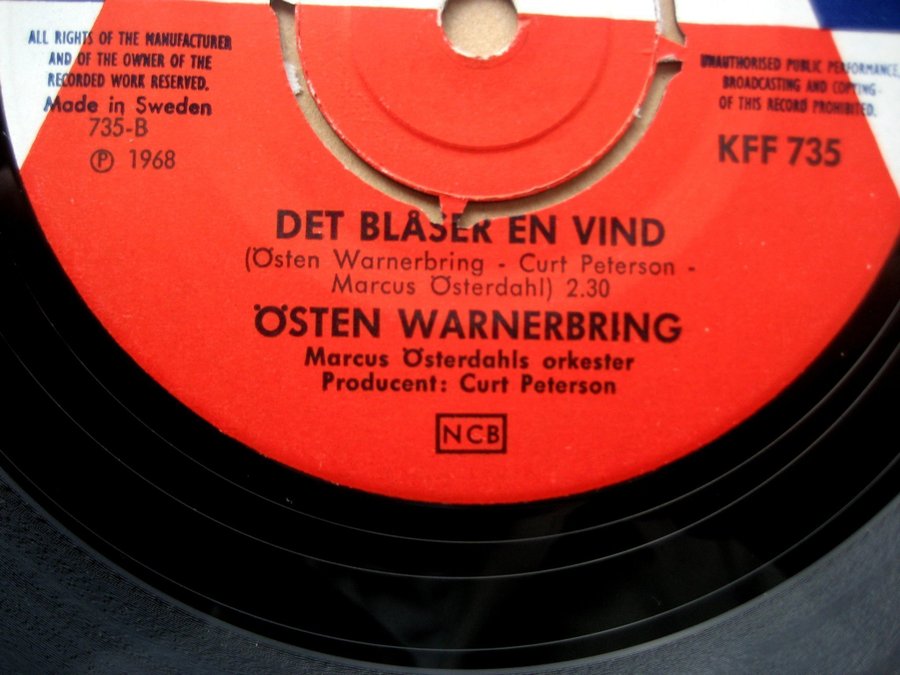 ALL RIGHTS OF THE MANUFACTURER
AND OF THE OWNER OF THE
RECORDED WORK RESERVED.
Made in Sweden
735-B
Ⓟ 1968
UNAUTHORISED PUBLIC PERFORMANCE,
BROADCASTING AND COPYING
OF THIS RECORD PROHIBITED.
KFF 735
DET BLÅSER EN VIND
(Östen Warnerbring - Curt Peterson -
Marcus Österdahl) 2.30
ÖSTEN WARNERBRING
Marcus Österdahls orkester
Producent: Curt Peterson
NCB